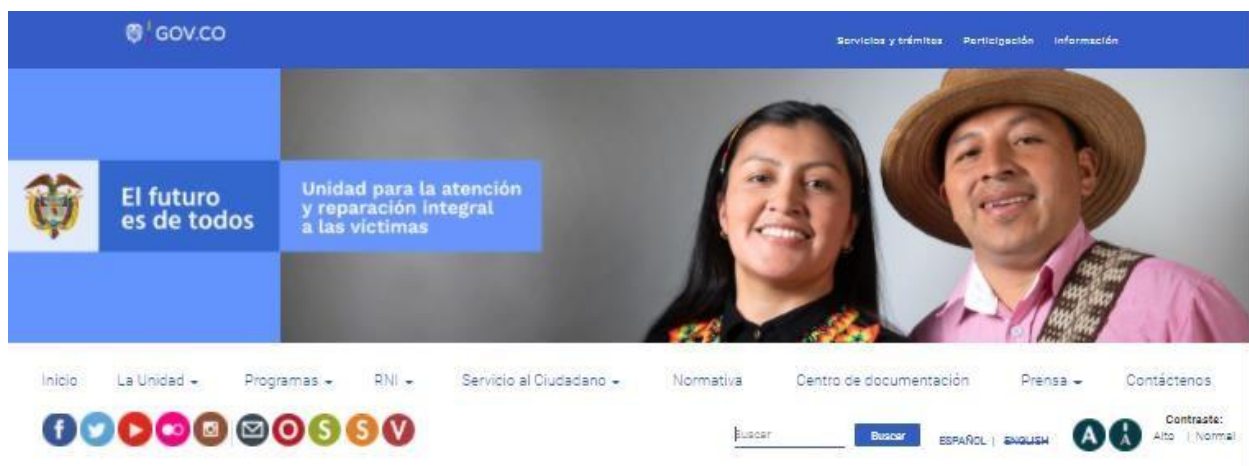 GOV.CO
Servicios y trámites Participación Información
El futuro
es de todos
Unidad para la atención
y reparación integral
a las víctimas
Inicio La Unidad Programas RNI Servicio al Ciudadano Normativa Centro de documentación Prensa Contáctenos
O S S V
Buscar Buscar ESPAÑOL | ENGLISH A A Contraste:
Alto | Normal